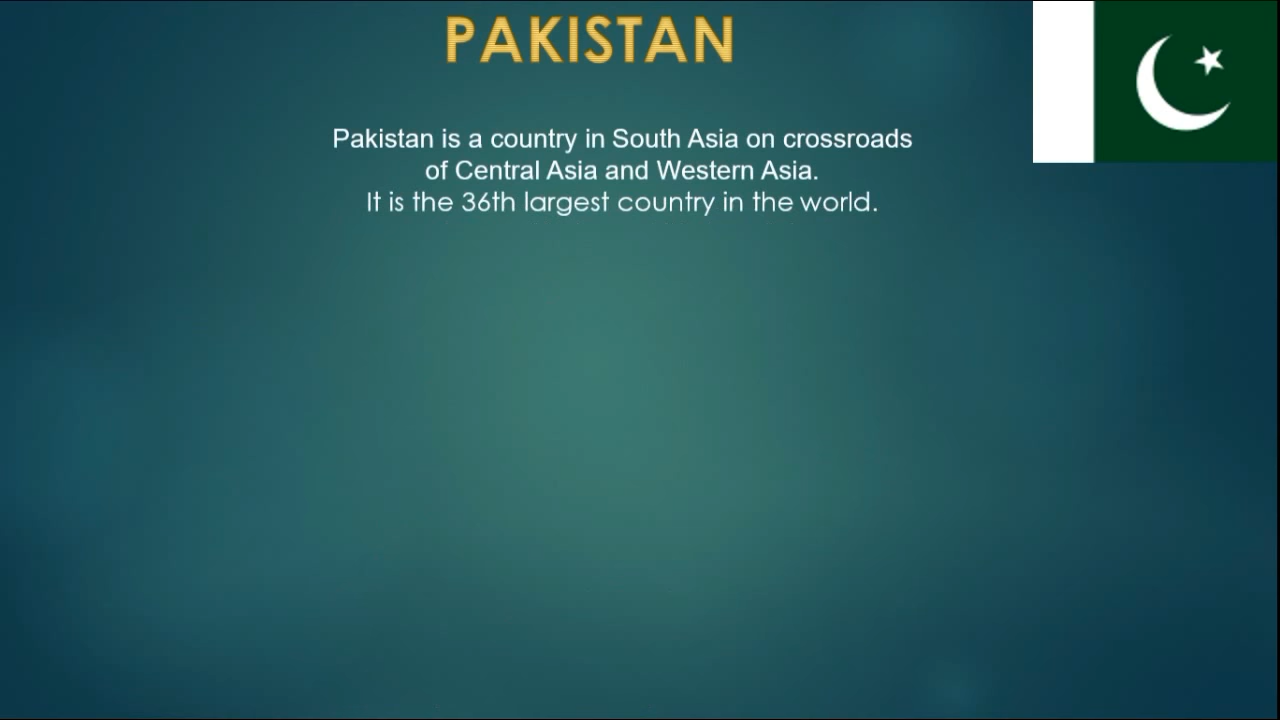 PAKISTAN
Pakistan is a country in South Asia on crossroads
of Central Asia and Western Asia.
It is the 36th largest country in the world.